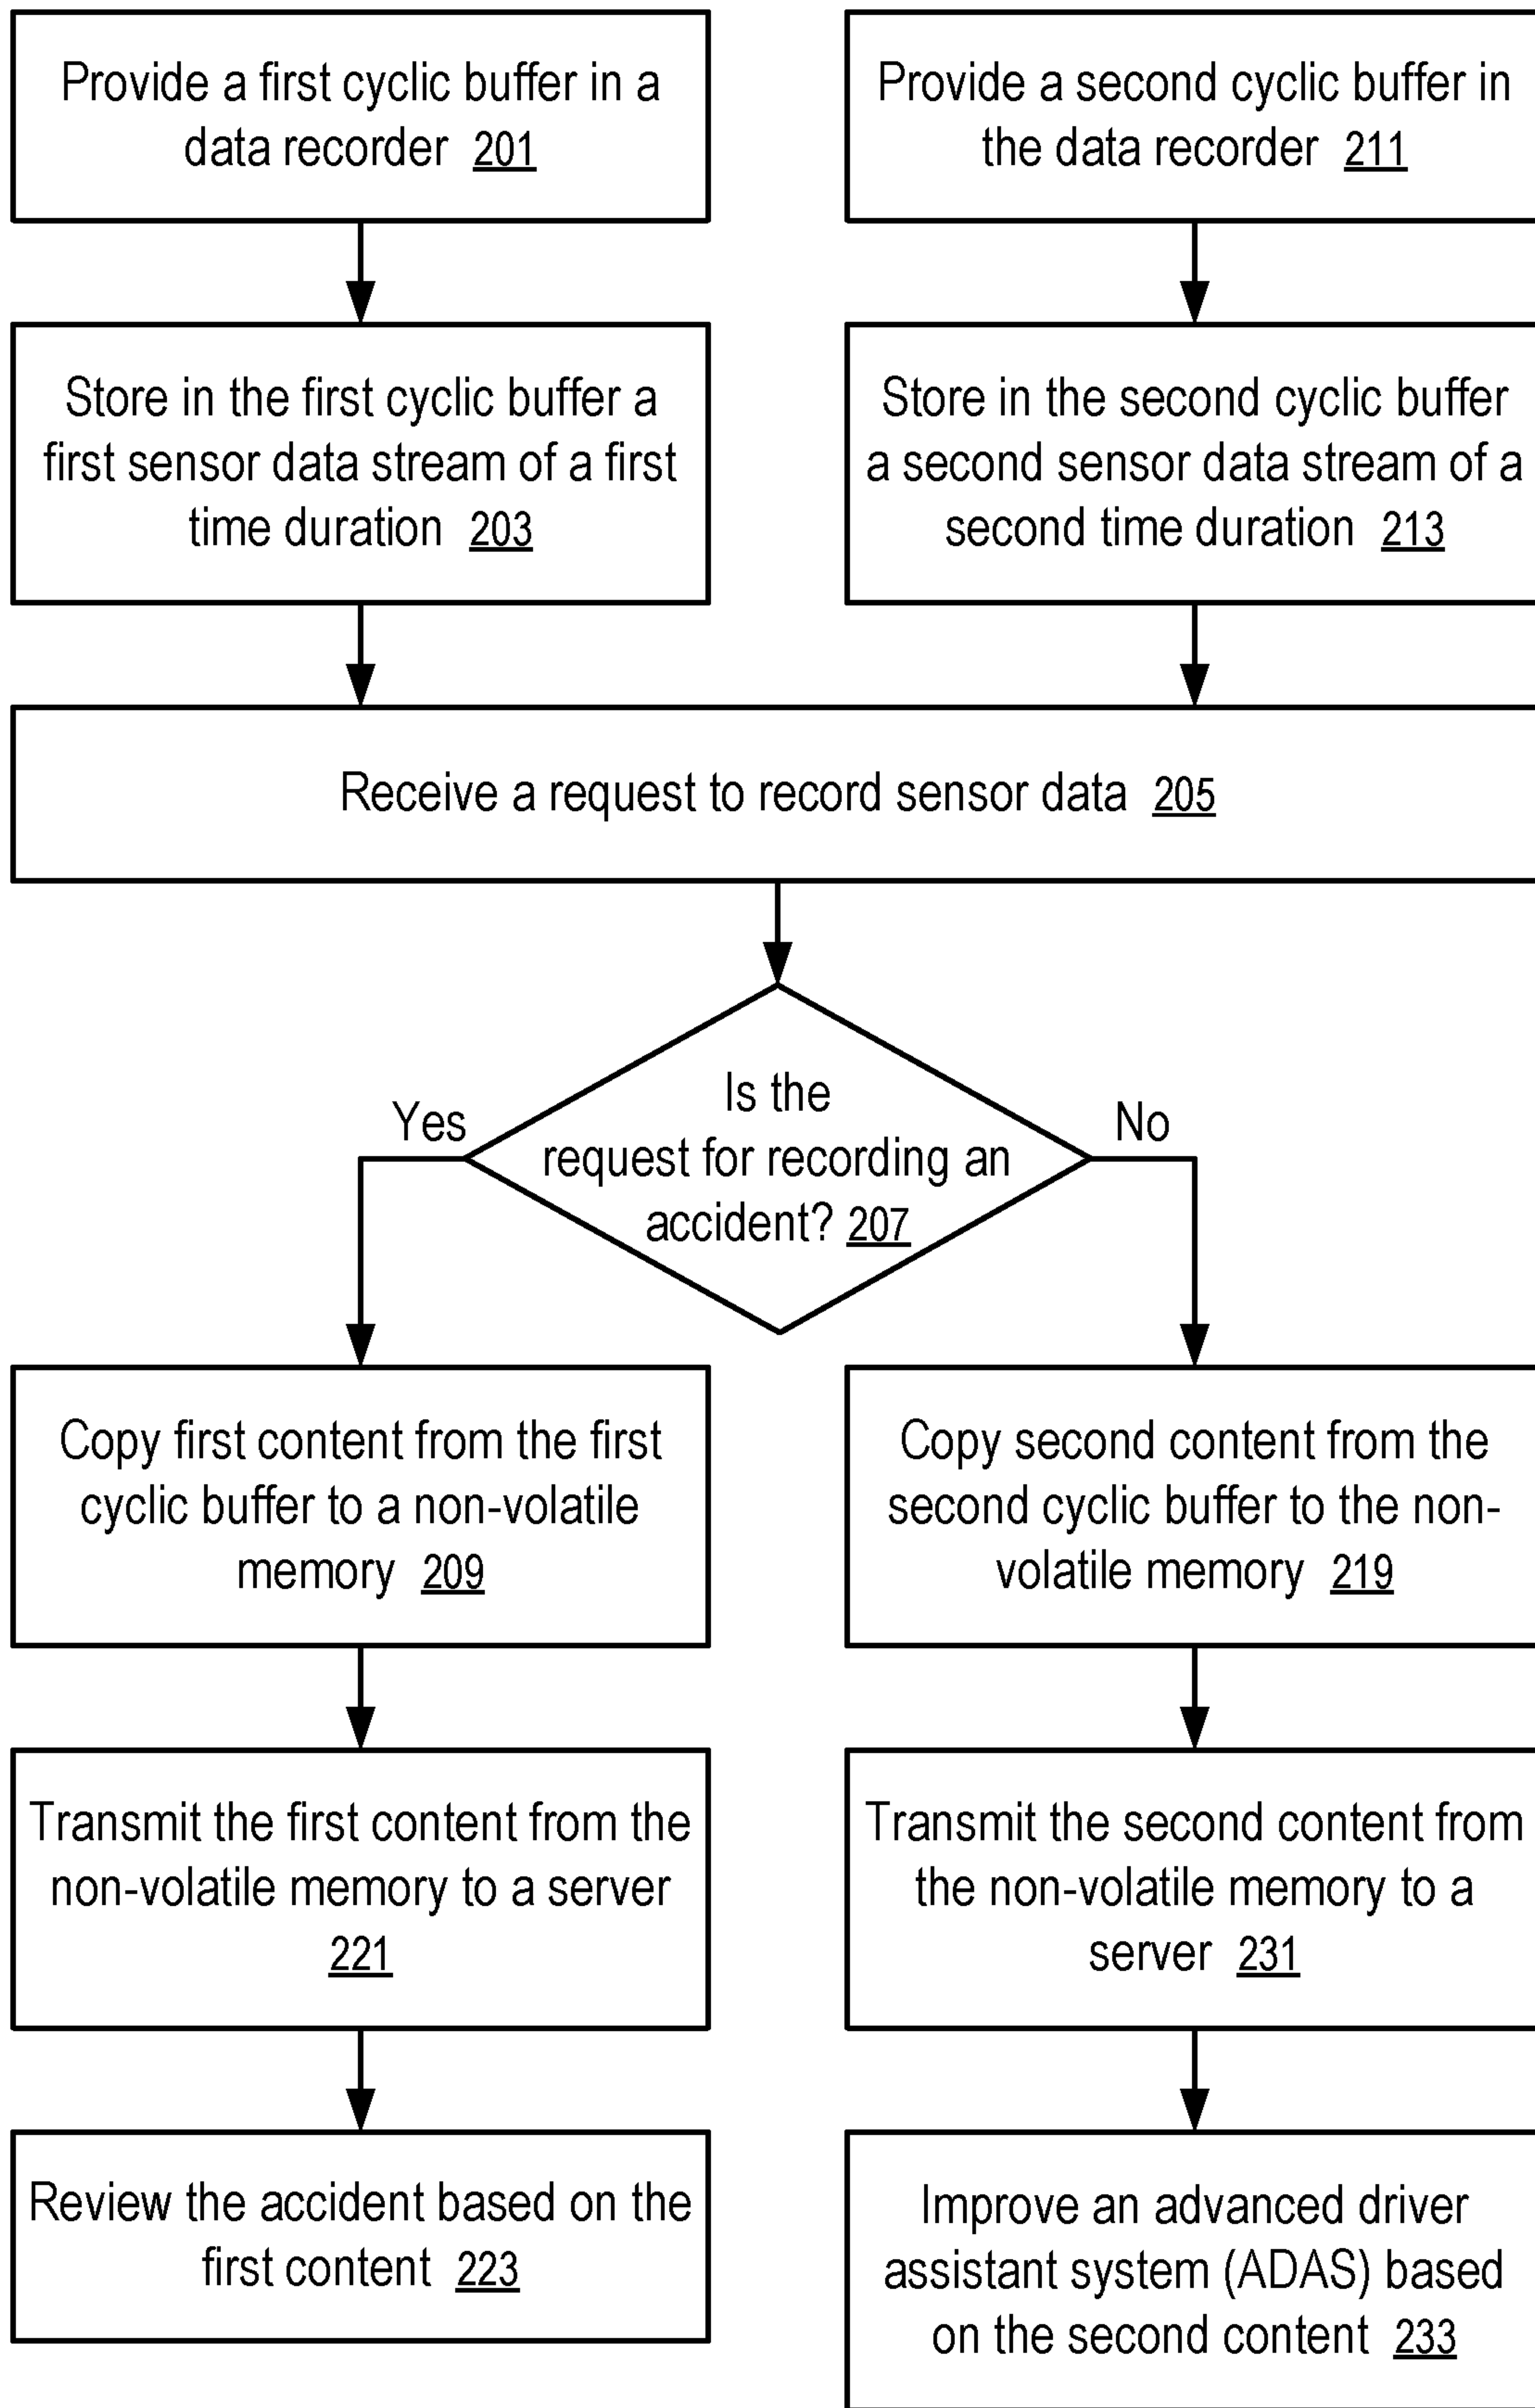 Provide a first cyclic buffer in a
data recorder 201
Provide a second cyclic buffer in
the data recorder 211
Store in the first cyclic buffer a
first sensor data stream of a first
time duration 203
Store in the second cyclic buffer
a second sensor data stream of a
second time duration 213
Receive a request to record sensor data 205
Is the
request for recording an
accident? 207
Yes
No
Copy first content from the first
cyclic buffer to a non-volatile
memory 209
Copy second content from the
second cyclic buffer to the non-
volatile memory 219
Transmit the first content from the
non-volatile memory to a server
221
Transmit the second content from
the non-volatile memory to a
server 231
Review the accident based on the
first content 223
Improve an advanced driver
assistant system (ADAS) based
on the second content 233